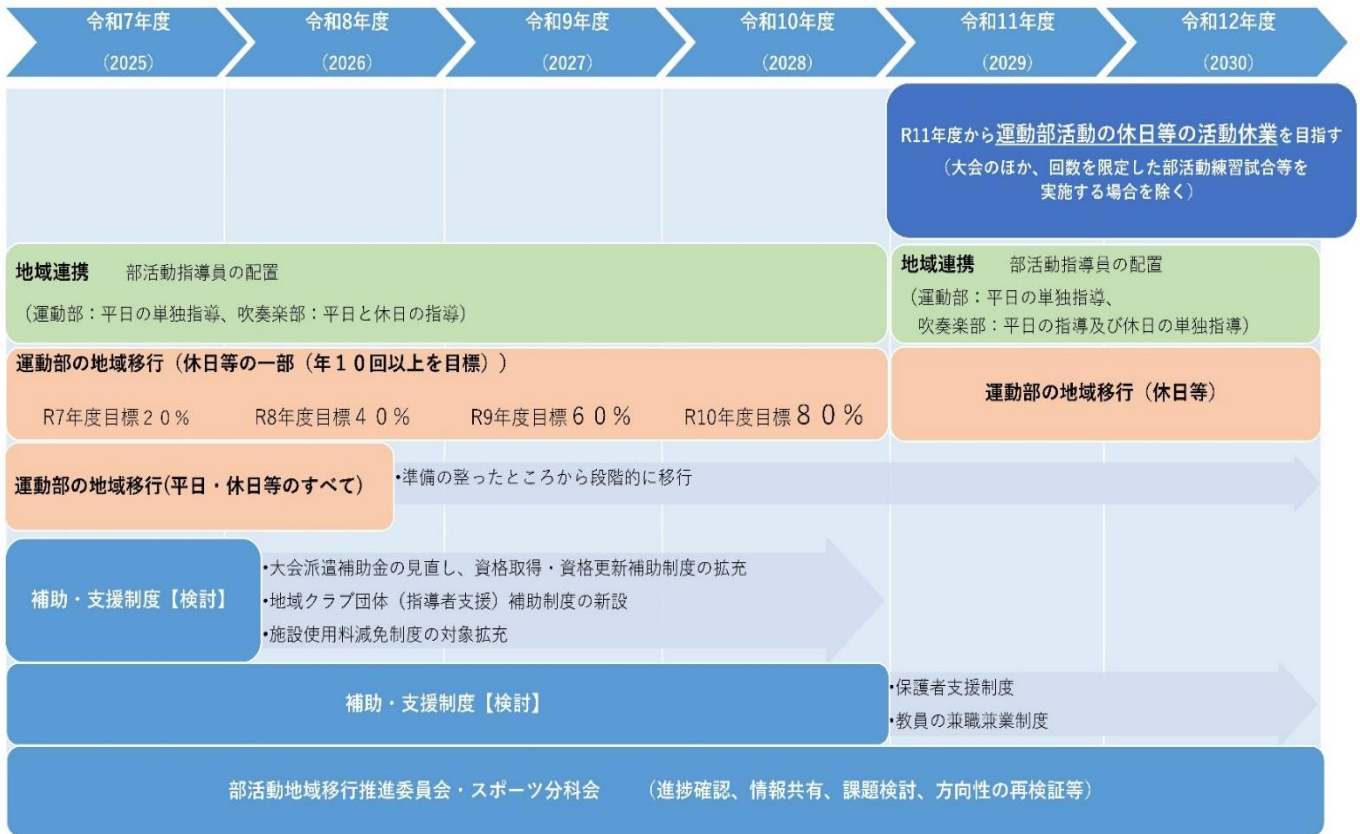 令和7年度
(2025)
令和8年度
(2026)
令和9年度
(2027)
令和10年度
(2028)
令和11年度
(2029)
令和12年度
(2030)
R11年度から運動部活動の休日等の活動休業を目指す
(大会のほか、回数を限定した部活動練習試合等を
実施する場合を除く)
地域連携 部活動指導員の配置
(運動部：平日の単独指導、吹奏楽部：平日と休日の指導)
地域連携 部活動指導員の配置
(運動部：平日の単独指導、
吹奏楽部：平日の指導及び休日の単独指導)
運動部の地域移行（休日等の一部（年１０回以上を目標））
R7年度目標２０％ R8年度目標４０％ R9年度目標６０％ R10年度目標８０％
運動部の地域移行（休日等）
運動部の地域移行(平日・休日等のすべて)
•準備の整ったところから段階的に移行
補助・支援制度【検討】
•大会派遣補助金の見直し、資格取得・資格更新補助制度の拡充
•地域クラブ団体（指導者支援）補助制度の新設
•施設使用料減免制度の対象拡充
補助・支援制度【検討】
•保護者支援制度
•教員の兼職兼業制度
部活動地域移行推進委員会・スポーツ分科会 （進捗確認、情報共有、課題検討、方向性の再検証等）